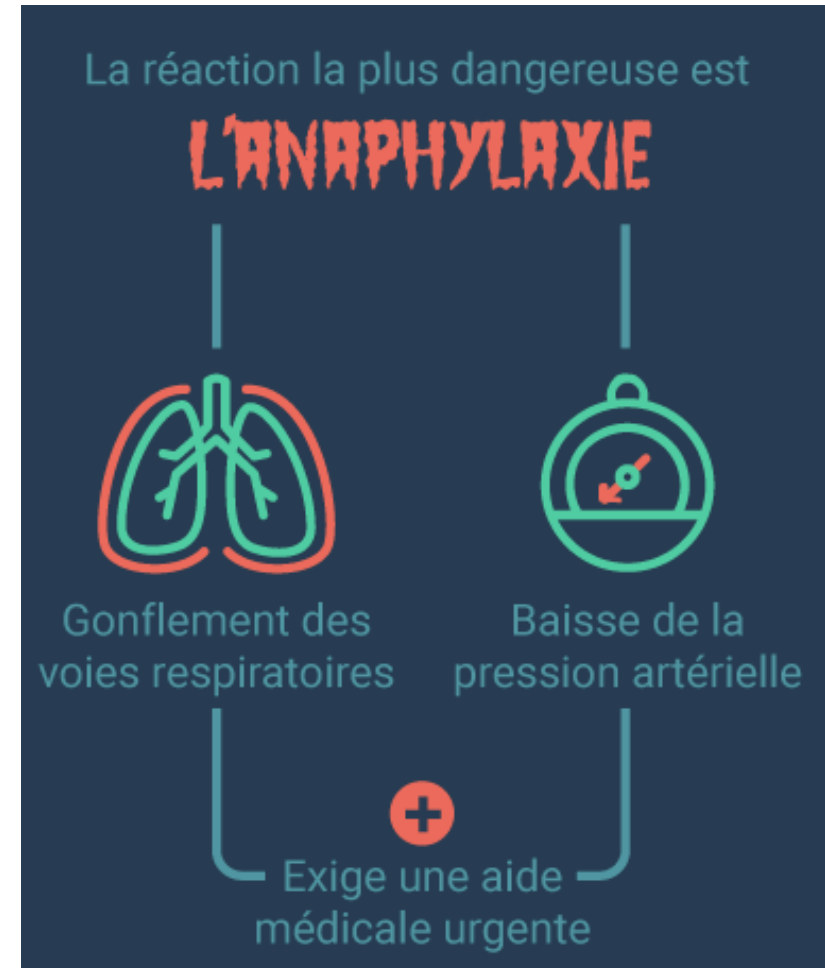 La réaction la plus dangereuse est
L'ANAPHYLAXIE
Gonflement des
voies respiratoires
Baisse de la
pression artérielle
Exige une aide
médicale urgente